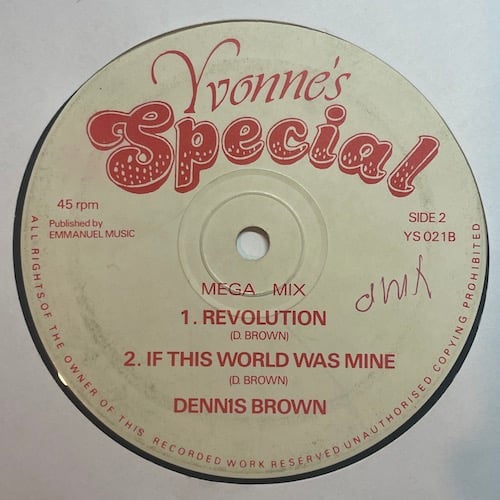 Yvonne's
Special
45 rpm
SIDE 2
Published by
EMMANUEL MUSIC
YS 021B
MEGA MIX
1. REVOLUTION
(D. BROWN)
2. IF THIS WORLD WAS MINE
(D. BROWN)
DENN1S BROWN
ALL RIGHTS OF THE OWNER OF THIS RECORDED WORK RESERVED UNAUTHORISED COPYING PROHIBITED